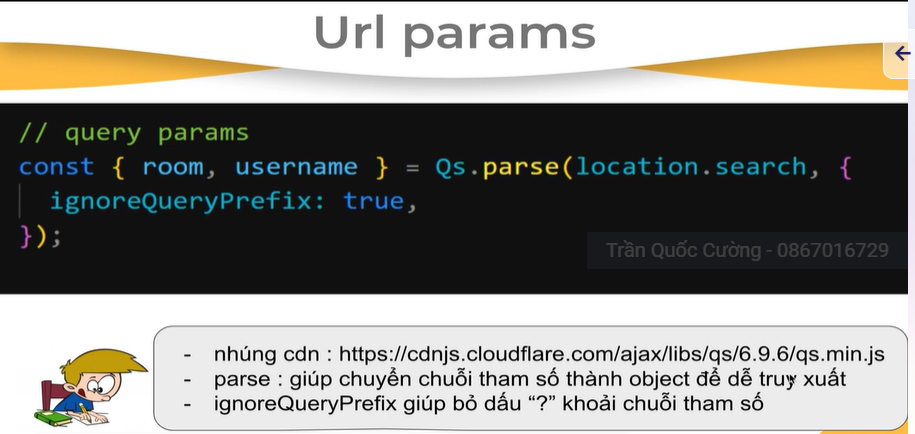 Url params
// query params
const { room, username } = Qs.parse(location.search, {
ignoreQueryPrefix: true,
});
Trần Quốc Cường - 0867016729
- nhúng cdn : https://cdnjs.cloudflare.com/ajax/libs/qs/6.9.6/qs.min.js
- parse : giúp chuyển chuỗi tham số thành object để dễ truy xuất
- ignoreQueryPrefix giúp bỏ dấu “?” khoải chuỗi tham số